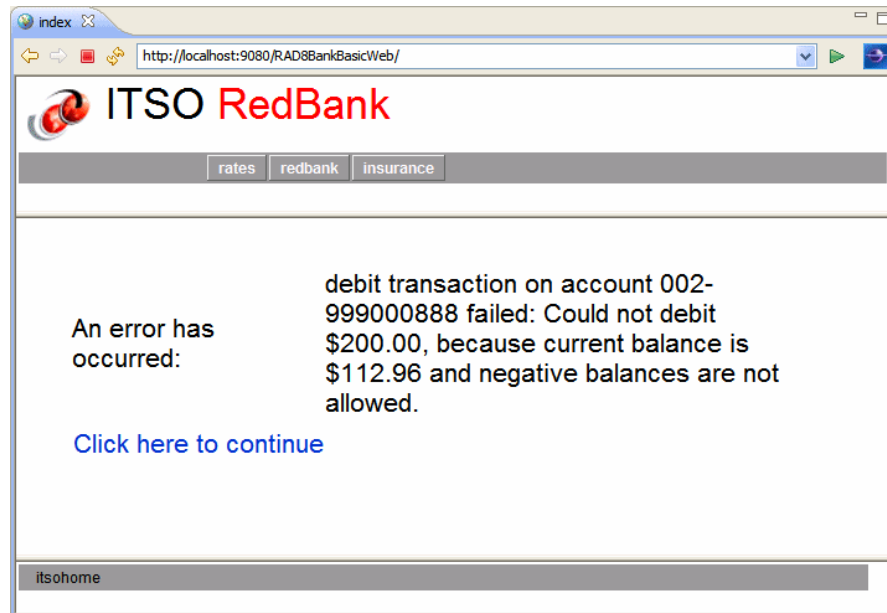 index
http://localhost:9080/RAD8BankBasicWeb/
ITSO RedBank
rates redbank insurance
An error has
occurred:
debit transaction on account 002-
999000888 failed: Could not debit
$200.00, because current balance is
$112.96 and negative balances are not
allowed.
Click here to continue
itsohome